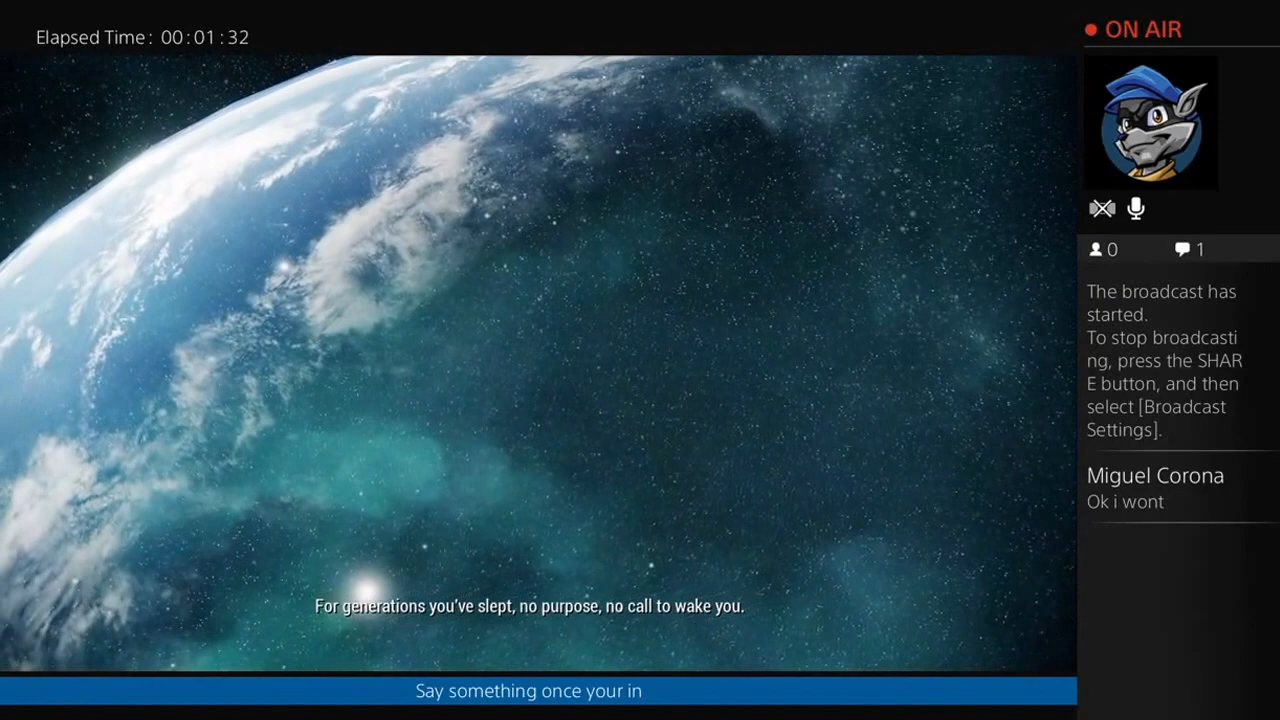 Elapsed Time: 00:01:32
ON AIR
0
1
The broadcast has
started.
To stop broadcasti
ng, press the SHAR
E button, and then
select [Broadcast
Settings].
Miguel Corona
Ok i wont
For generations you've slept, no purpose, no call to wake you.
Say something once your in